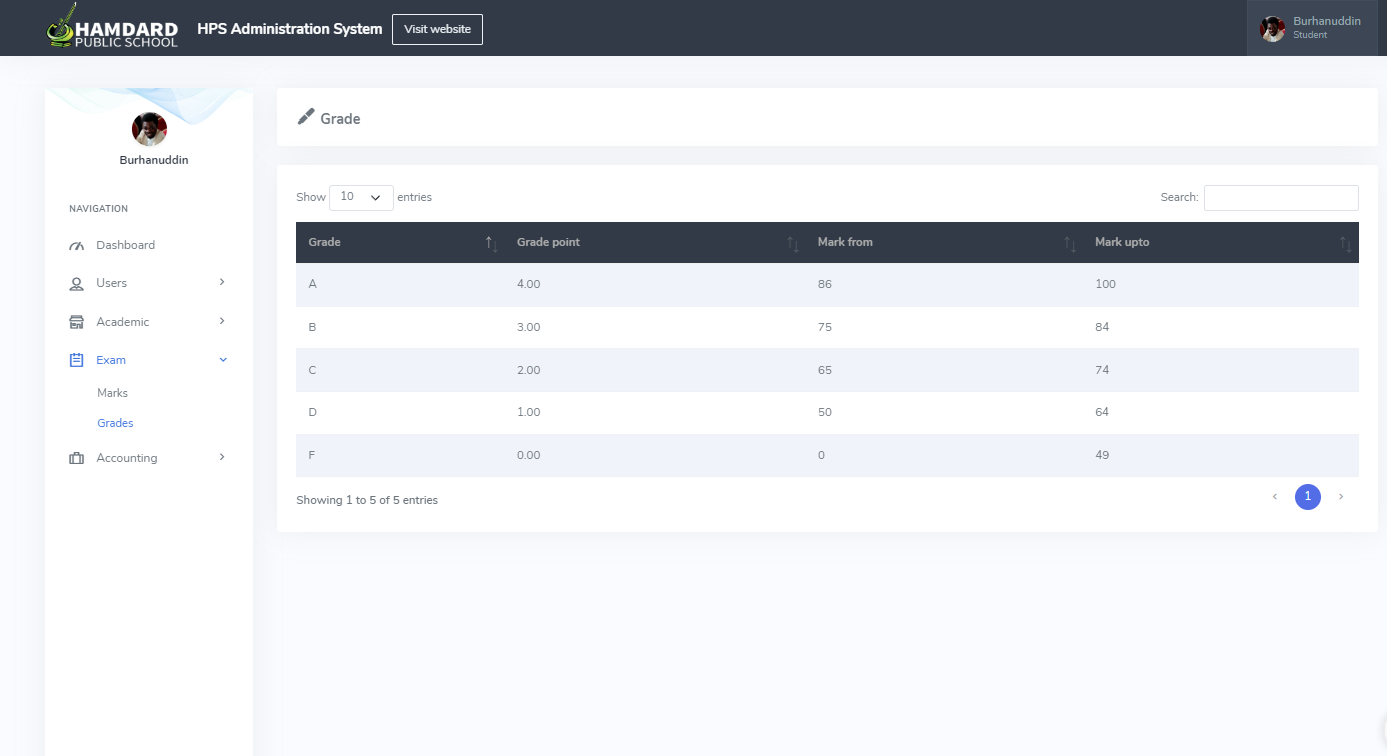 HAMDARD
PUBLIC SCHOOL
HPS Administration System
Visit website
Burhanuddin
Student
Burhanuddin
NAVIGATION
Dashboard
Users
Academic
Exam
Marks
Grades
Accounting
Grade
Show 10 entries
Search:
Grade Grade point Mark from Mark upto
A 4.00 86 100
B 3.00 75 84
C 2.00 65 74
D 1.00 50 64
F 0.00 0 49
Showing 1 to 5 of 5 entries
‹ 1 ›